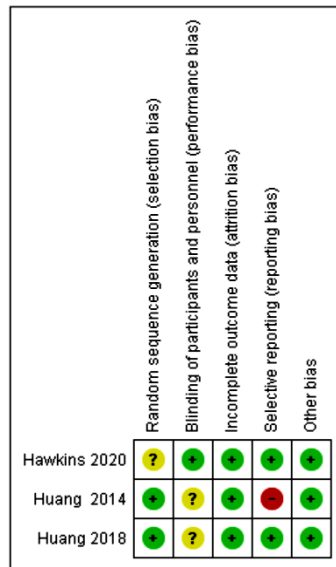 Random sequence generation (selection bias)
Blinding of participants and personnel (performance bias)
Incomplete outcome data (attrition bias)
Selective reporting (reporting bias)
Other bias
Hawkins 2020 ? + + + +
Huang 2014 + ? + - +
Huang 2018 + ? + + +